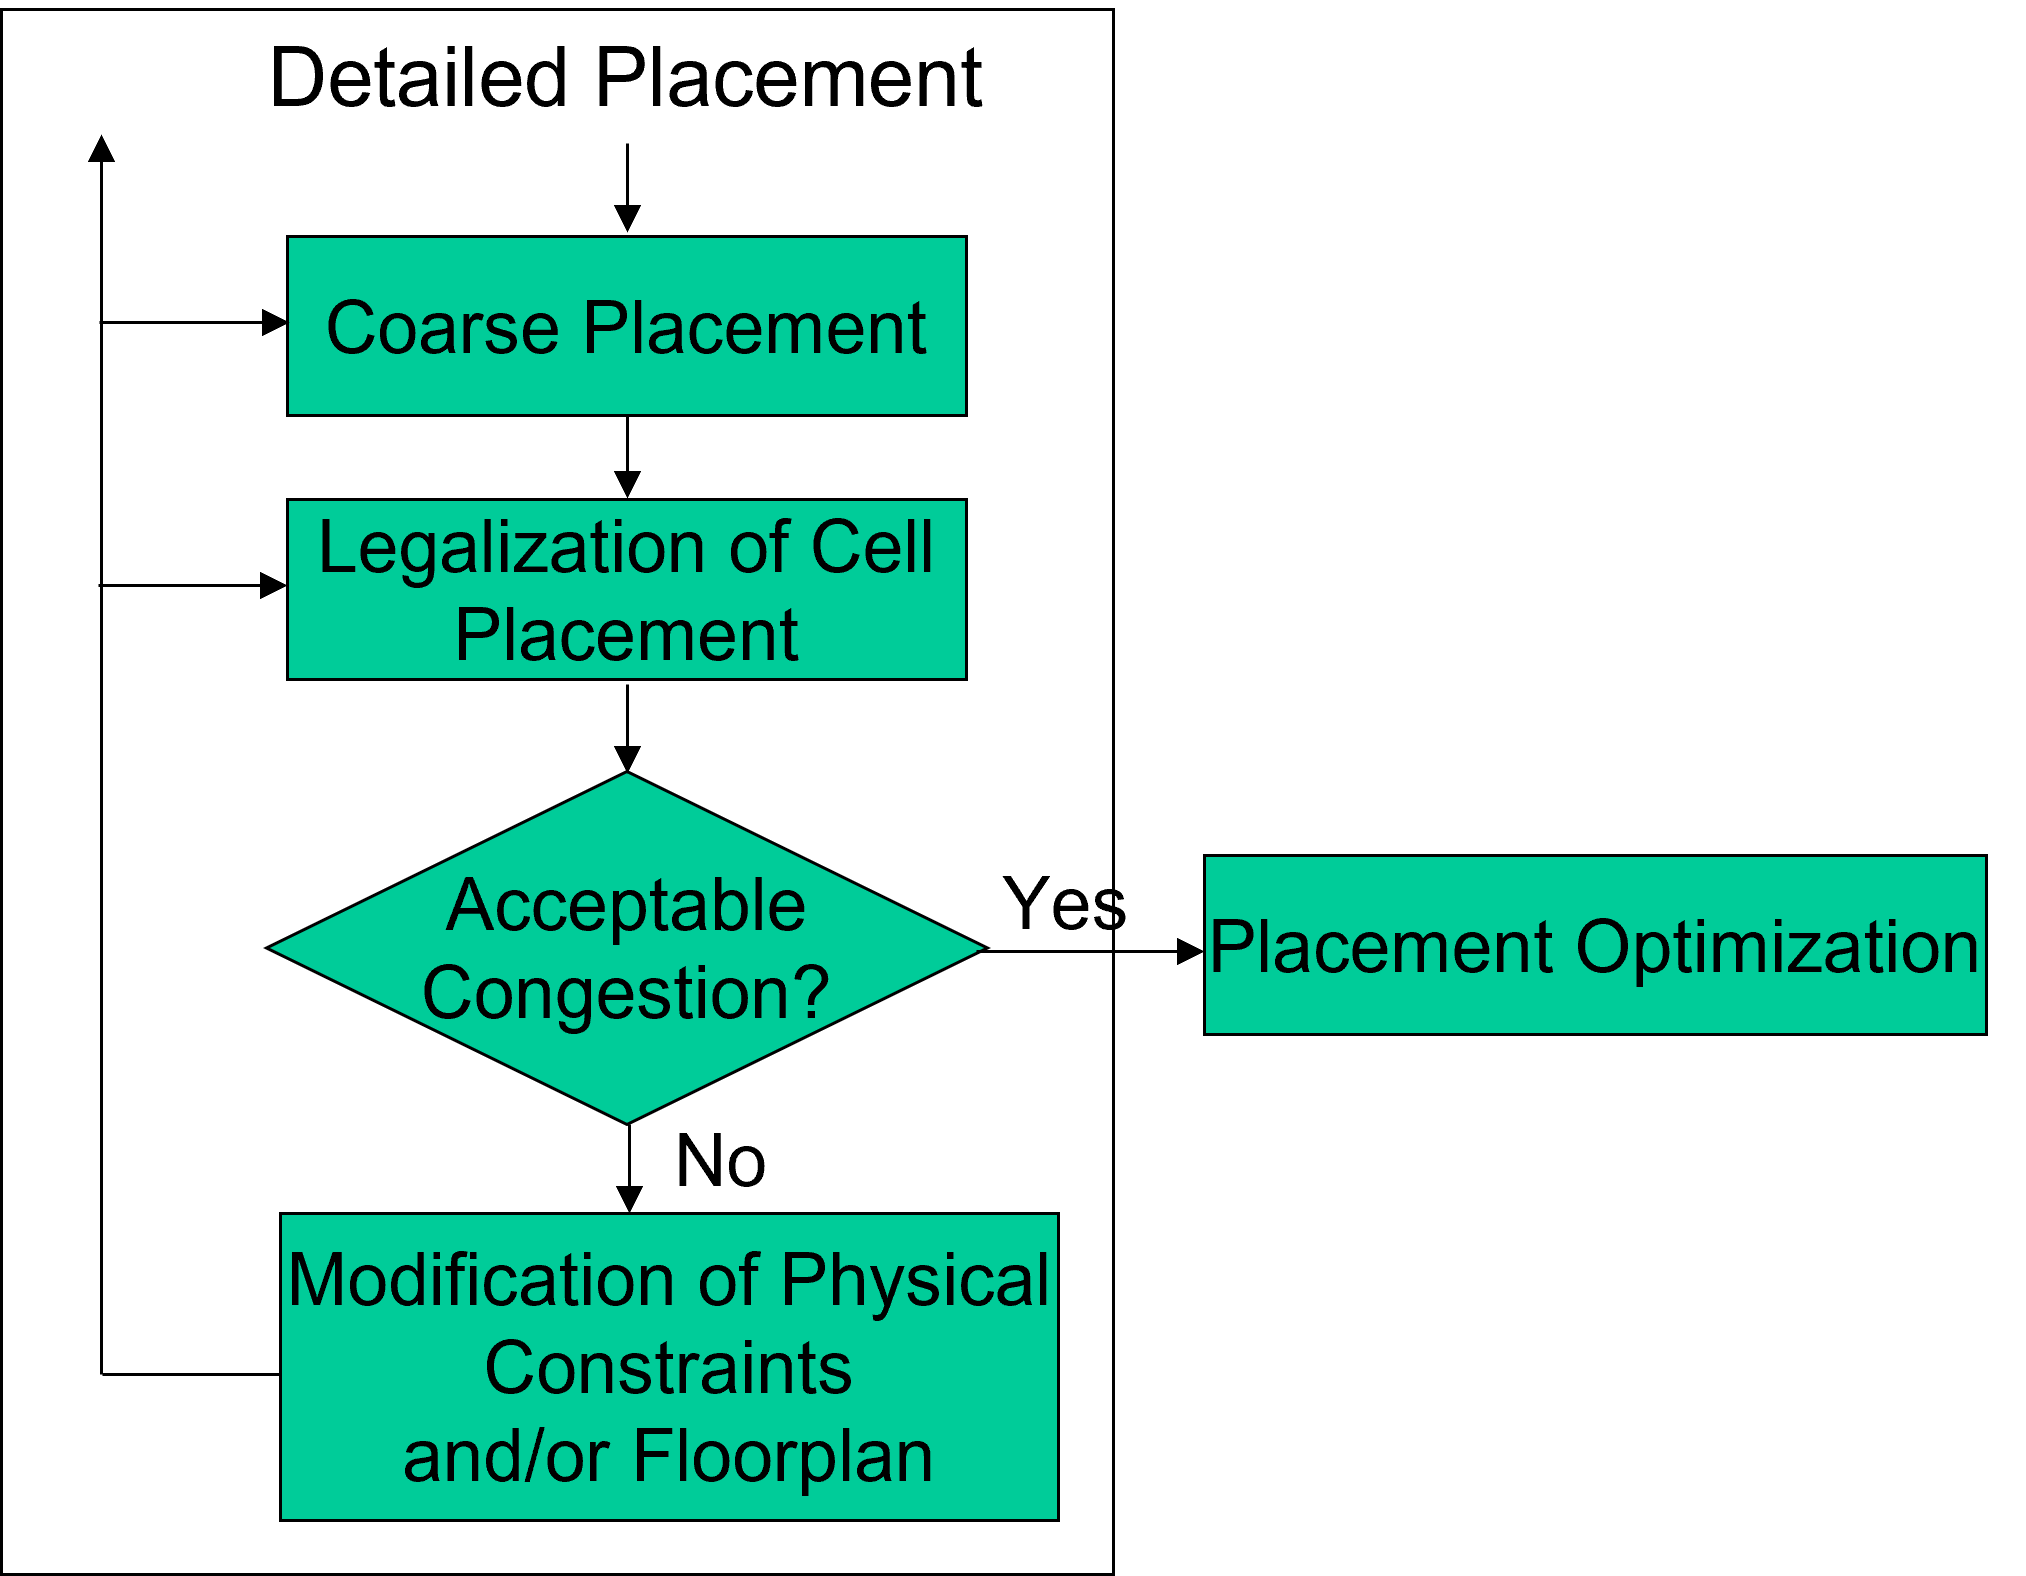 Detailed Placement
Coarse Placement
Legalization of Cell
Placement
Acceptable
Congestion?
Yes
Placement Optimization
No
Modification of Physical
Constraints
and/or Floorplan